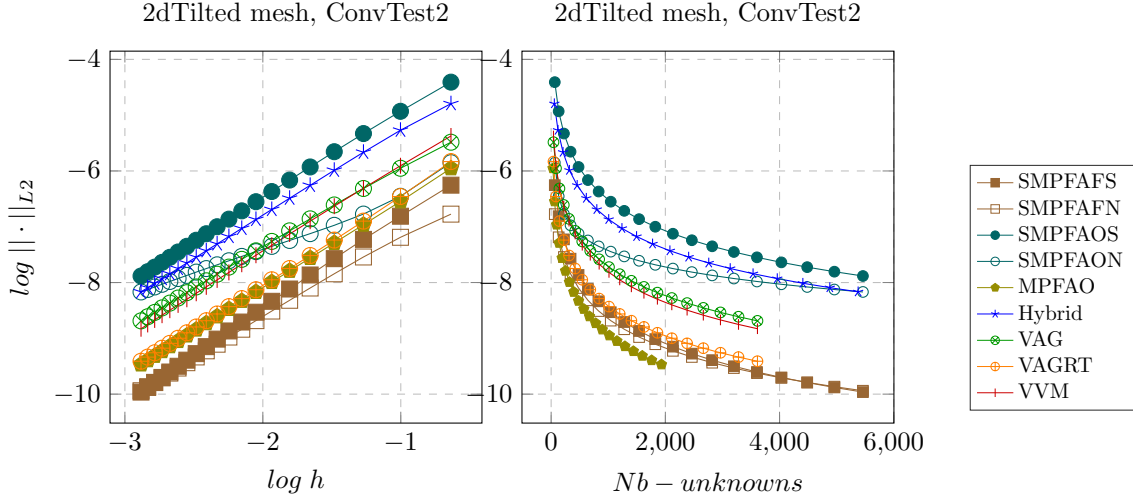 2dTilted mesh, ConvTest2
2dTilted mesh, ConvTest2
−4
−6
−8
−10
log || · ||L2
−3
−2
−1
log h
−4
−6
−8
−10
0
2,000
4,000
6,000
Nb − unknowns
SMPFAFS
SMPFAFN
SMPFAOS
SMPFAON
MPFAO
Hybrid
VAG
VAGRT
VVM